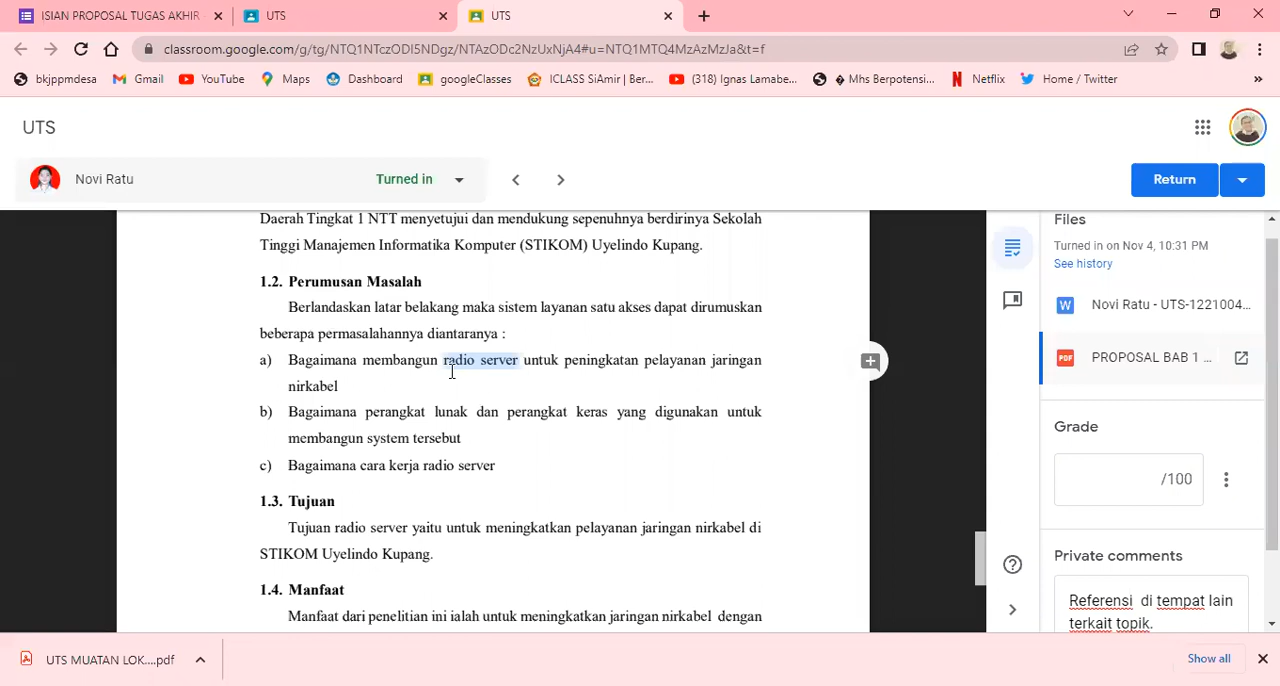 ISIAN PROPOSAL TUGAS AKHIR -
UTS
UTS
classroom.google.com/g/tg/NTQ1NTczODI5NDgz/NTAzODc2NzUxNjA4#u=NTQ1MTQ4MzAzMzJa&t=f
bkjppmdesa
Gmail
YouTube
Maps
Dashboard
googleClasses
ICLASS SiAmir | Ber...
(318) Ignas Lamabe...
� Mhs Berpotensi...
Netflix
Home / Twitter
»
UTS
Novi Ratu
Turned in
Return
Daerah Tingkat 1 NTT menyetujui dan mendukung sepenuhnya berdirinya Sekolah
Tinggi Manajemen Informatika Komputer (STIKOM) Uyelindo Kupang.
1.2. Perumusan Masalah
Berlandaskan latar belakang maka sistem layanan satu akses dapat dirumuskan
beberapa permasalahannya diantaranya :
a) Bagaimana membangun radio server untuk peningkatan pelayanan jaringan
nirkabel
b) Bagaimana perangkat lunak dan perangkat keras yang digunakan untuk
membangun system tersebut
c) Bagaimana cara kerja radio server
1.3. Tujuan
Tujuan radio server yaitu untuk meningkatkan pelayanan jaringan nirkabel di
STIKOM Uyelindo Kupang.
1.4. Manfaat
Manfaat dari penelitian ini ialah untuk meningkatkan jaringan nirkabel dengan
Files
Turned in on Nov 4, 10:31 PM
See history
W
Novi Ratu - UTS-1221004...
PDF
PROPOSAL BAB 1 ...
Grade
/100
Private comments
Referensi di tempat lain
terkait topik.
UTS MUATAN LOK....pdf
Show all